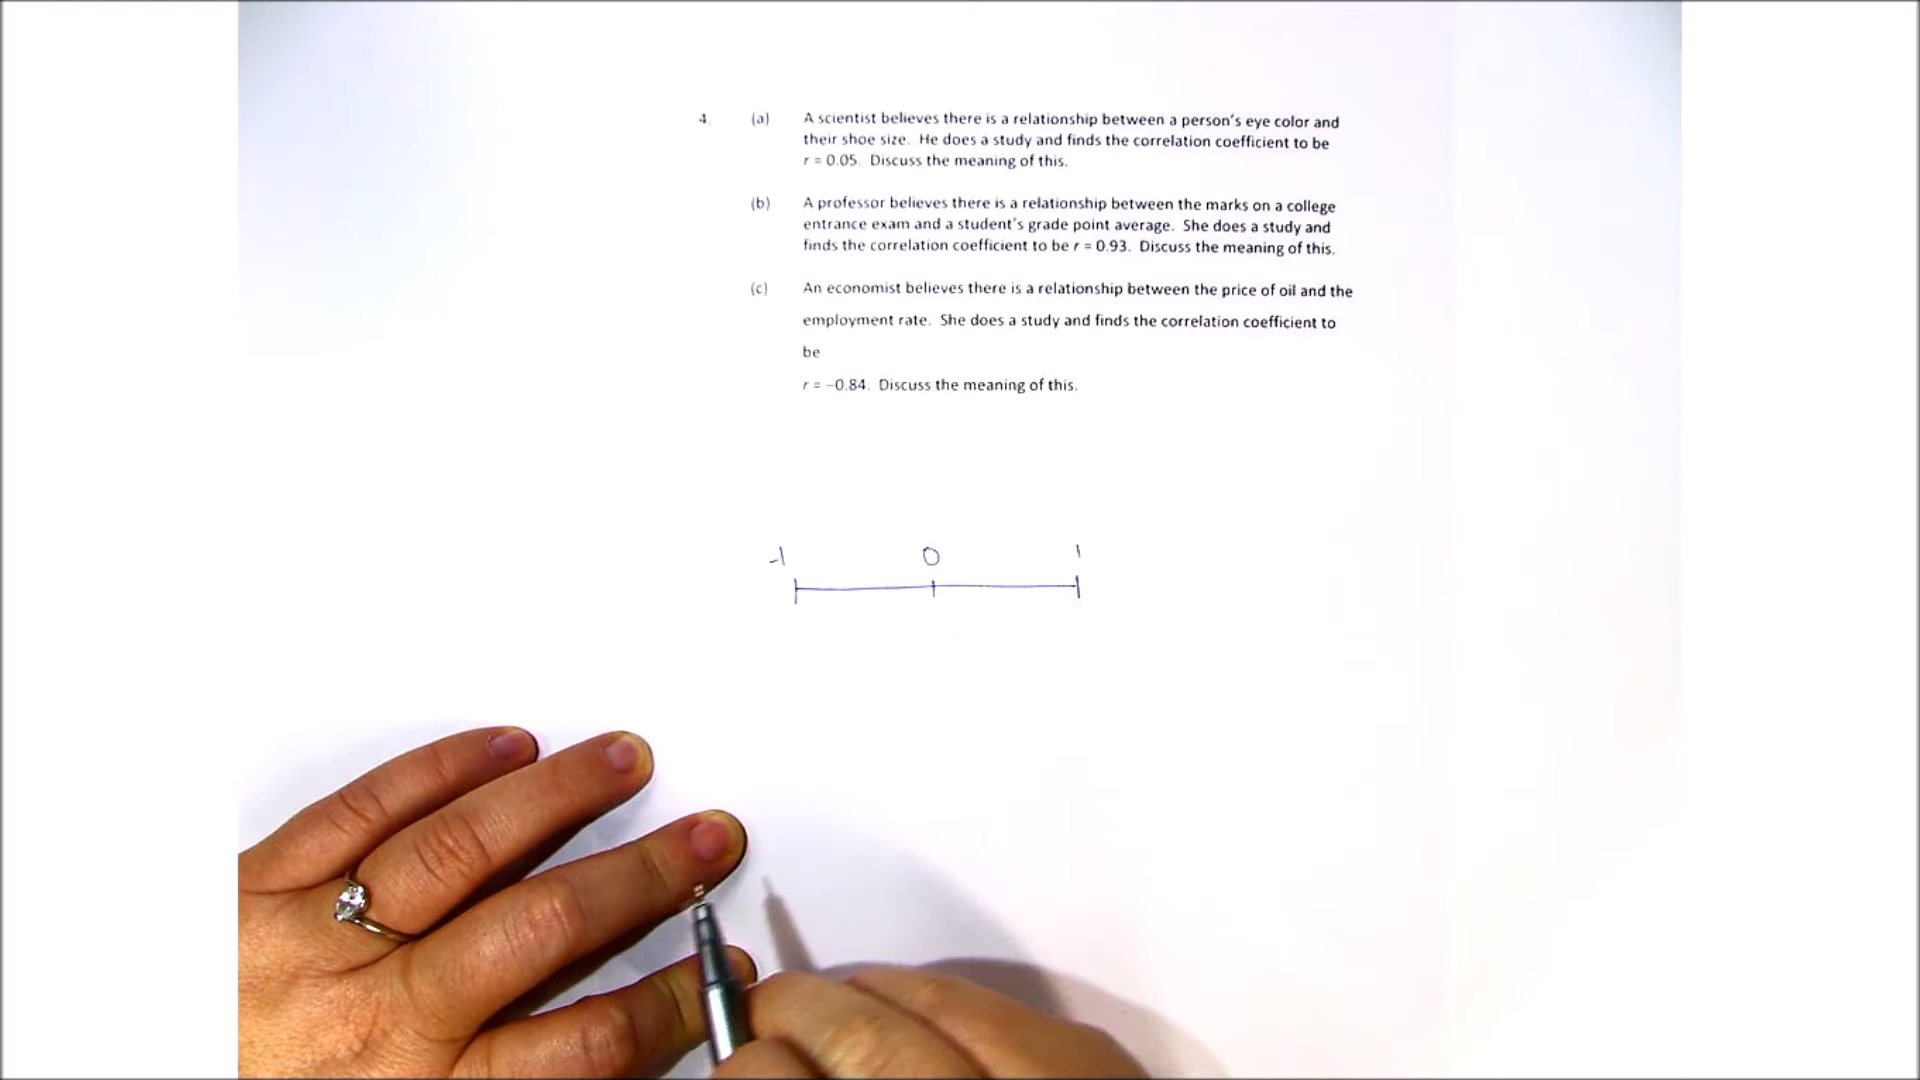 4. (a) A scientist believes there is a relationship between a person's eye color and
their shoe size. He does a study and finds the correlation coefficient to be
r = 0.05. Discuss the meaning of this.
(b) A professor believes there is a relationship between the marks on a college
entrance exam and a student's grade point average. She does a study and
finds the correlation coefficient to be r = 0.93. Discuss the meaning of this.
(c) An economist believes there is a relationship between the price of oil and the
employment rate. She does a study and finds the correlation coefficient to
be
r = −0.84. Discuss the meaning of this.
-1 0 1